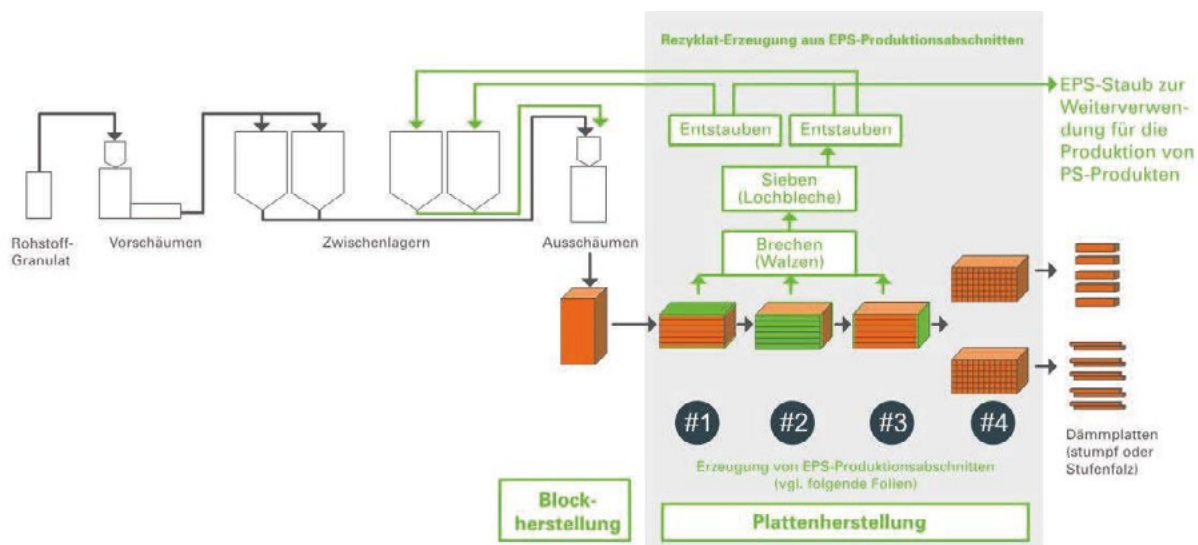 Rezyklat-Erzeugung aus EPS-Produktionsabschnitten
EPS-Staub zur
Weiterverwen-
dung für die
Produktion von
PS-Produkten
Entstauben
Entstauben
Sieben
(Lochbleche)
Brechen
(Walzen)
Rohstoff-
Granulat
Vorschäumen
Zwischenlagern
Ausschäumen
#1
#2
#3
#4
Dämmplatten
(stumpf oder
Stufenfalz)
Erzeugung von EPS-Produktionsabschnitten
(vgl. folgende Folien)
Block-
herstellung
Plattenherstellung